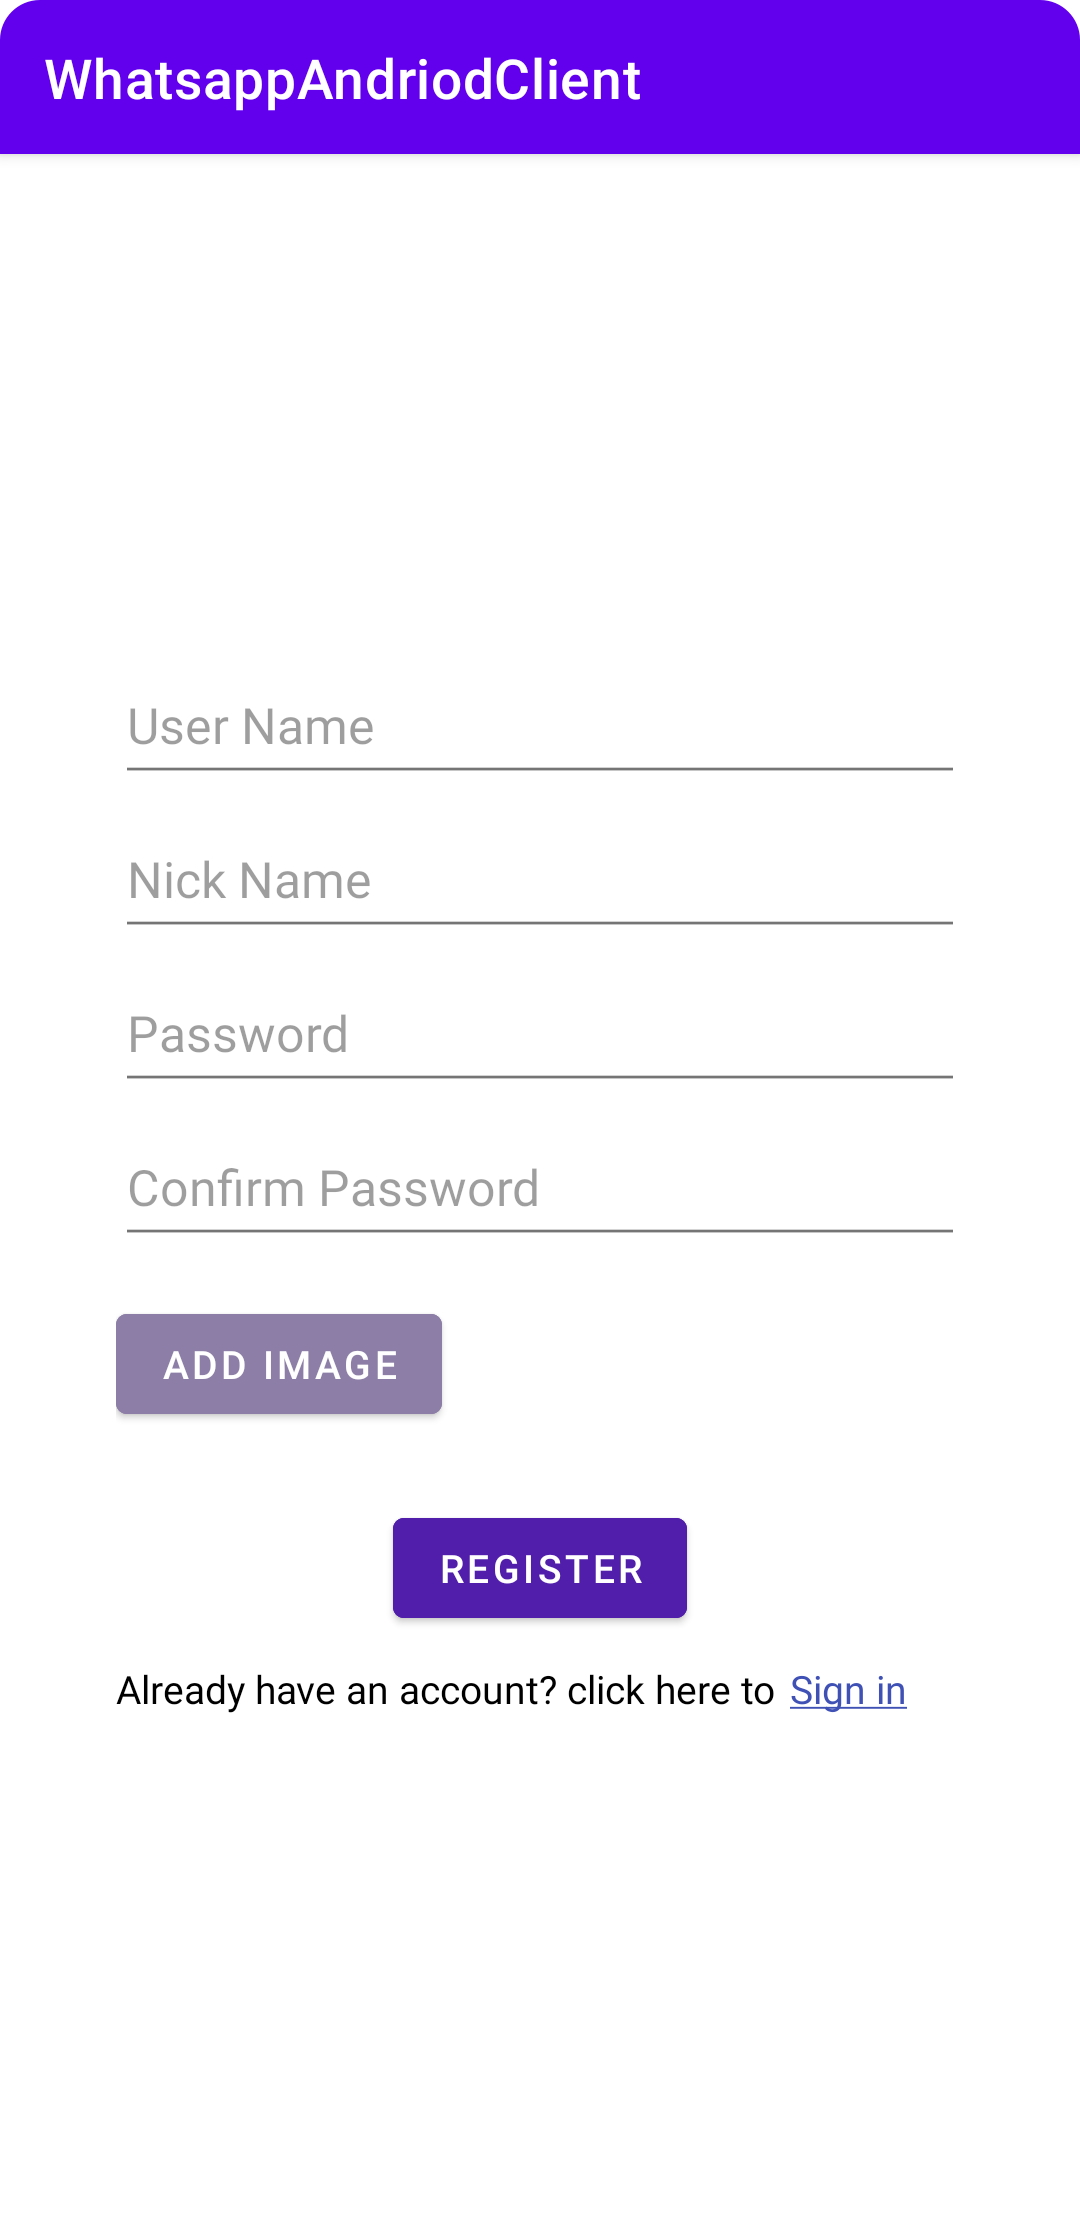 WhatsappAndriodClient
User Name
Nick Name
Password
Confirm Password
ADD IMAGE
REGISTER
Already have an account? click here to Sign in